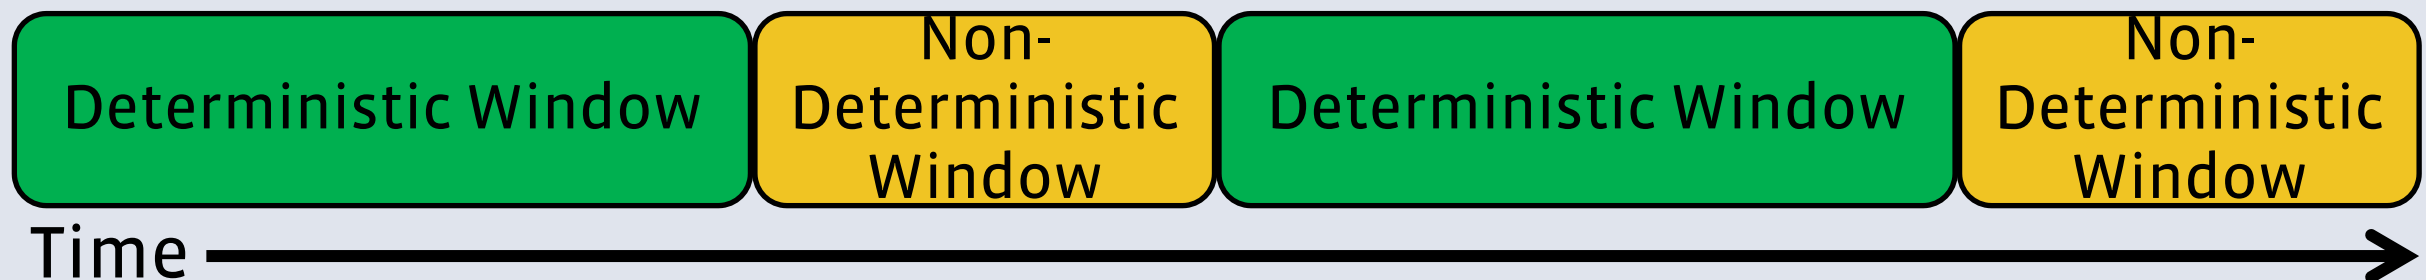 Deterministic Window
Non-
Deterministic
Window
Deterministic Window
Non-
Deterministic
Window
Time